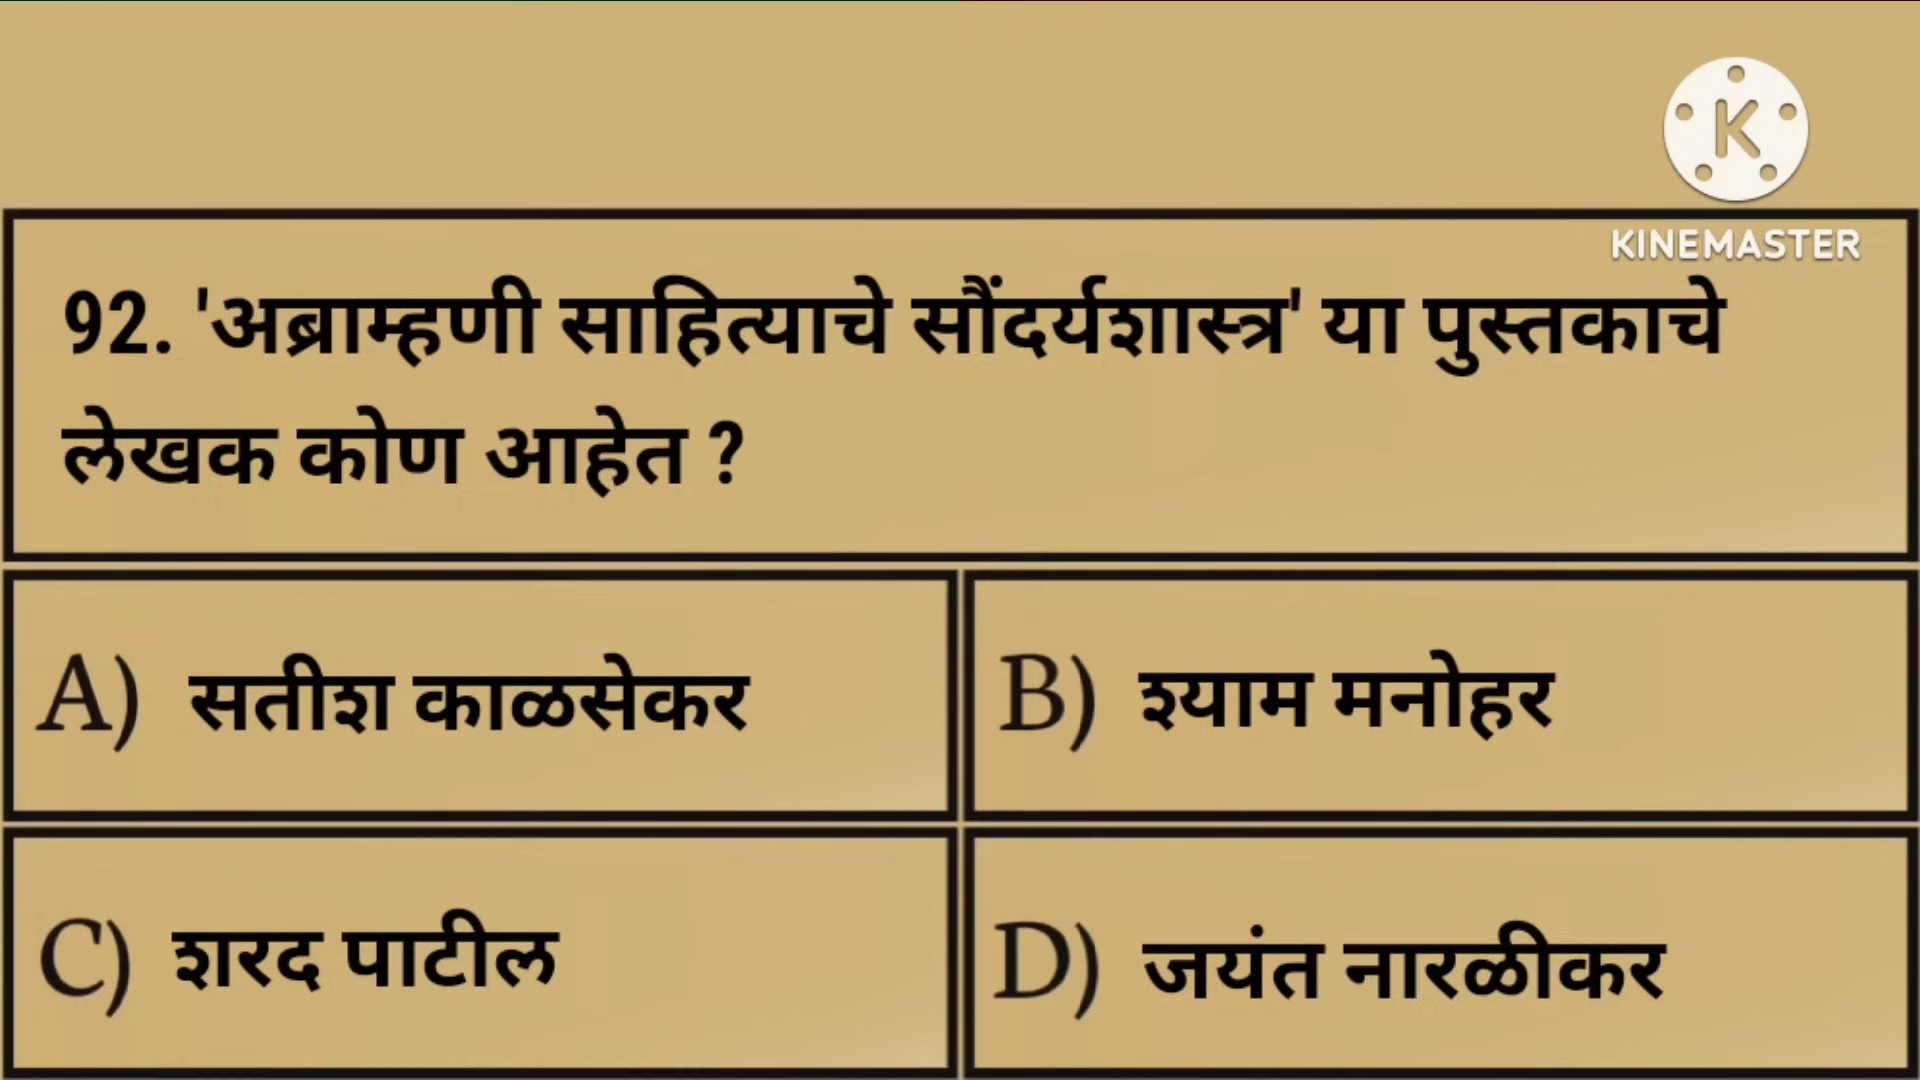 KINEMASTER
92. 'अब्राम्हणी साहित्याचे सौंदर्यशास्त्र' या पुस्तकाचे
लेखक कोण आहेत ?
A) सतीश काळसेकर
B) श्याम मनोहर
C) शरद पाटील
D) जयंत नारळीकर